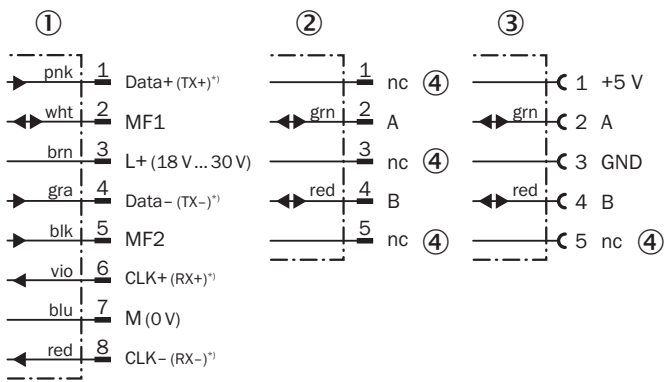 ① ② ③
pnk 1 Data+ (TX+)*)
wht 2 MF1
brn 3 L+ (18 V... 30 V)
gra 4 Data– (TX–)*)
blk 5 MF2
vio 6 CLK+ (RX+)*)
blu 7 M (0 V)
red 8 CLK– (RX–)*)
1 nc ④
grn 2 A
3 nc ④
red 4 B
5 nc ④
1 +5 V
grn 2 A
3 GND
red 4 B
5 nc ④